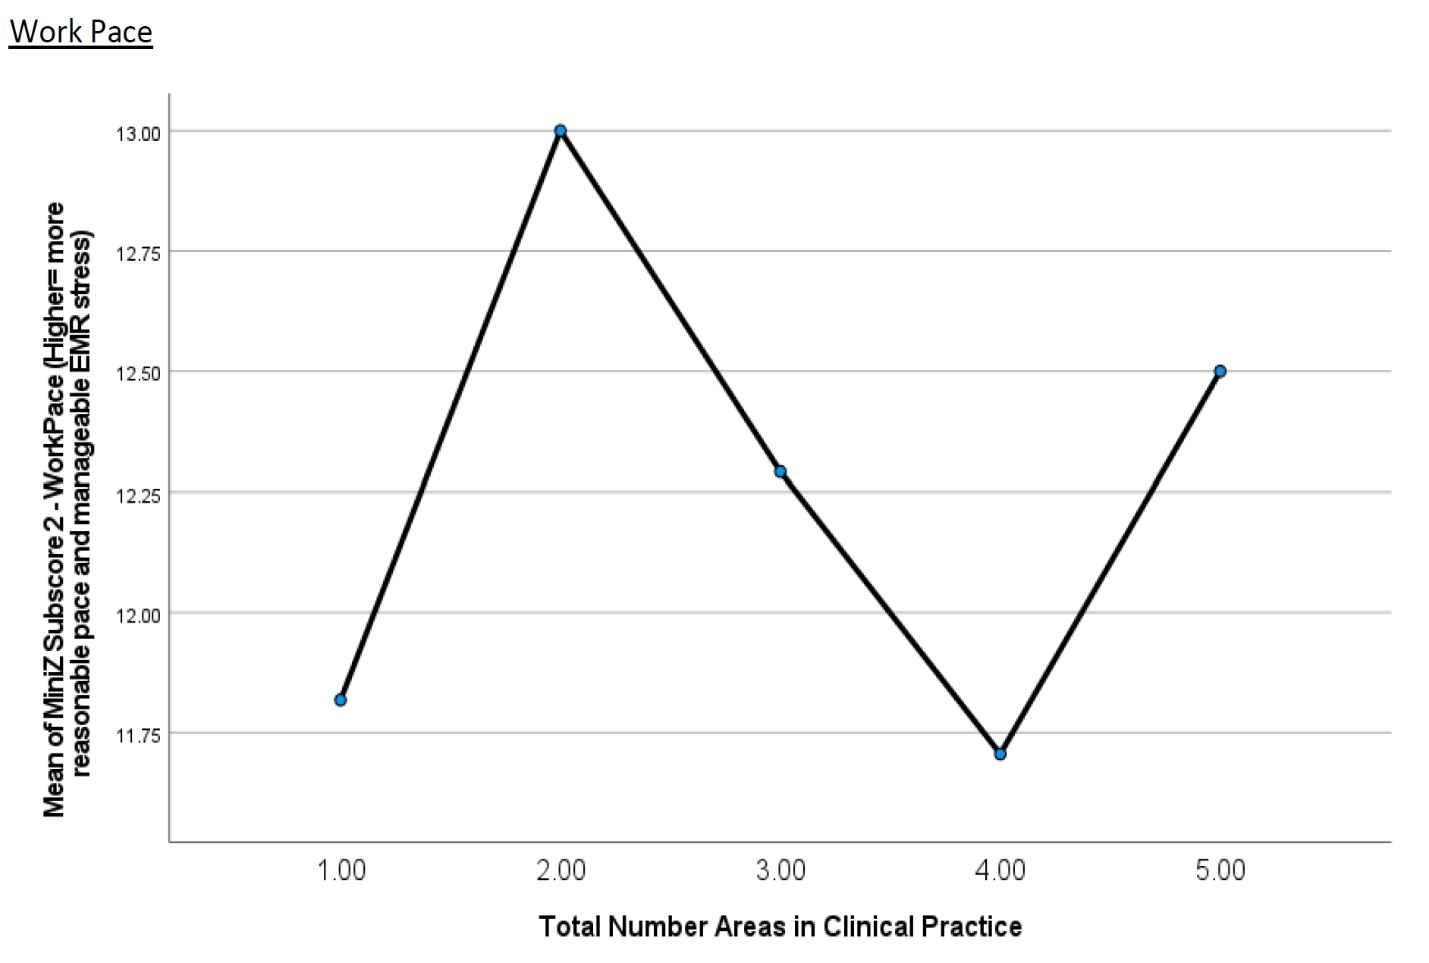 Work Pace
Mean of MiniZ Subscore 2 - WorkPace (Higher= more
reasonable pace and manageable EMR stress)
13.00
12.75
12.50
12.25
12.00
11.75
1.00 2.00 3.00 4.00 5.00
Total Number Areas in Clinical Practice